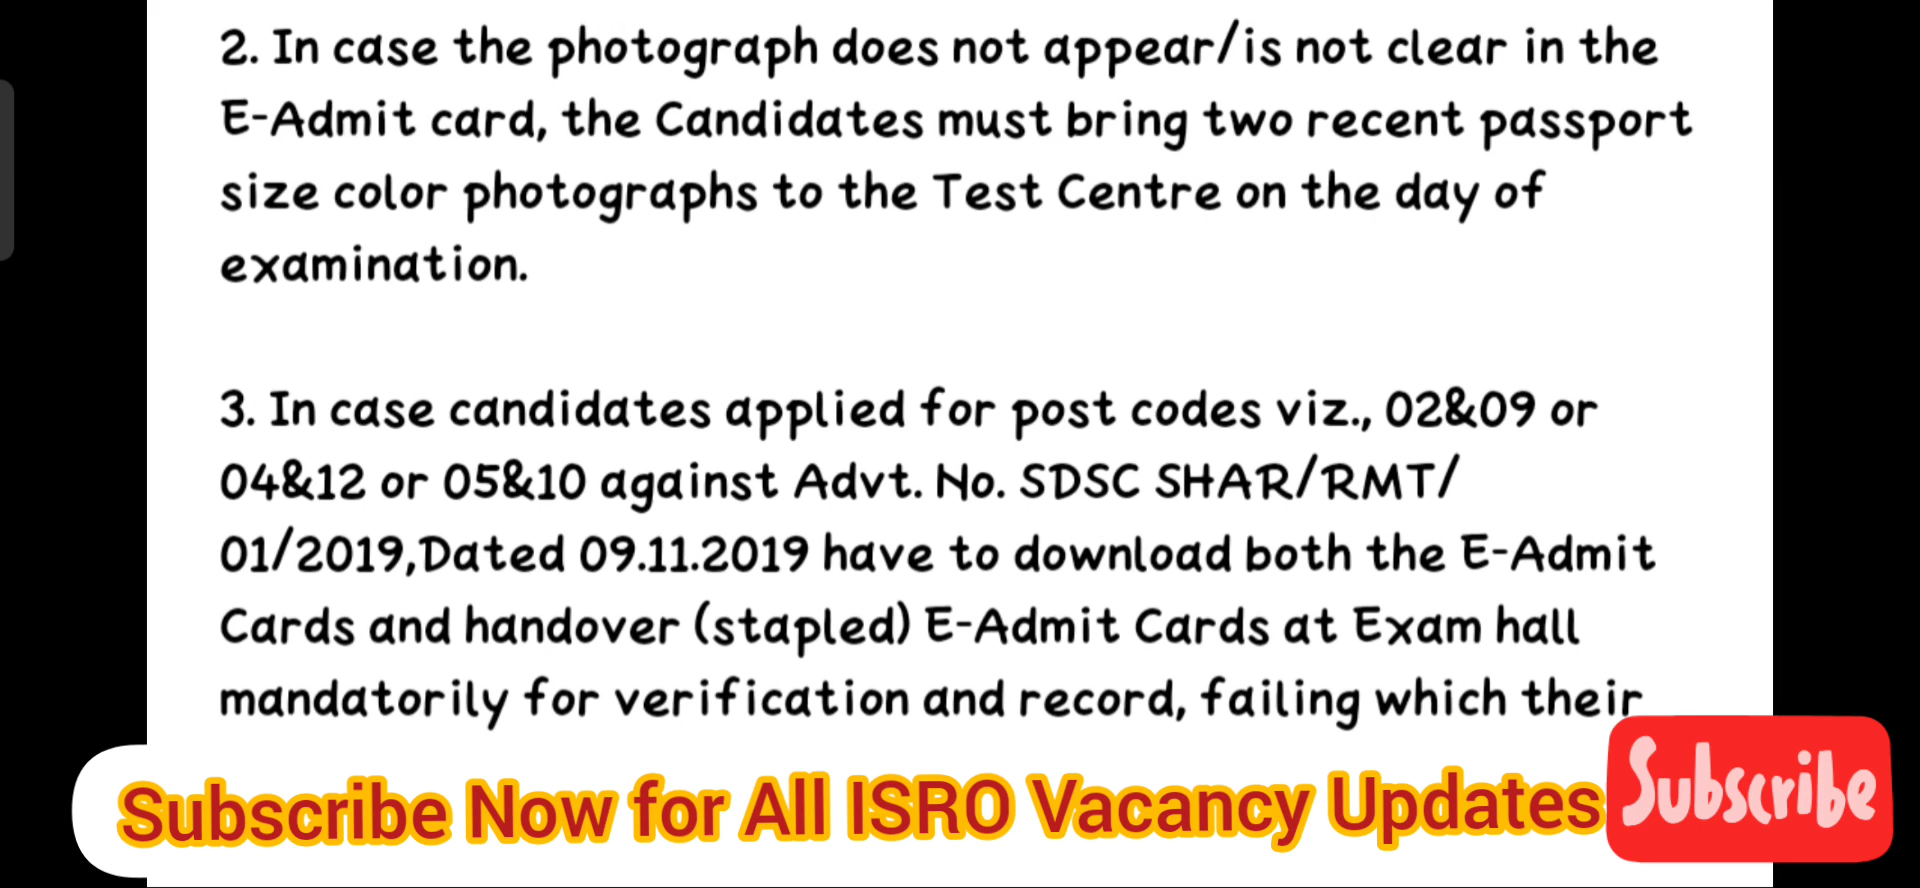 2. In case the photograph does not appear/is not clear in the
E-Admit card, the Candidates must bring two recent passport
size color photographs to the Test Centre on the day of
examination.
3. In case candidates applied for post codes viz., 02&09 or
04&12 or 05&10 against Advt. No. SDSC SHAR/RMT/
01/2019,Dated 09.11.2019 have to download both the E-Admit
Cards and handover (stapled) E-Admit Cards at Exam hall
mandatorily for verification and record, failing which their
Subscribe Now for All ISRO Vacancy Updates
Subscribe